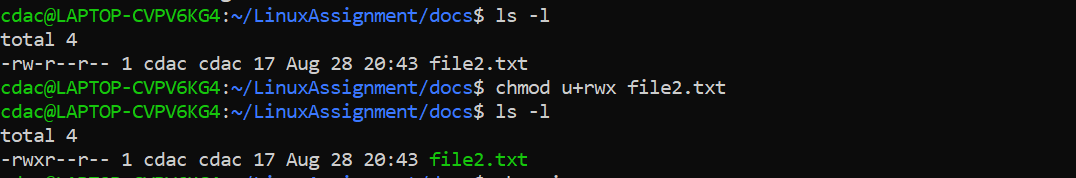 cdac@LAPTOP-CVPV6KG4:~/LinuxAssignment/docs$ ls -l
total 4
-rw-r--r-- 1 cdac cdac 17 Aug 28 20:43 file2.txt
cdac@LAPTOP-CVPV6KG4:~/LinuxAssignment/docs$ chmod u+rwx file2.txt
cdac@LAPTOP-CVPV6KG4:~/LinuxAssignment/docs$ ls -l
total 4
-rwxr--r-- 1 cdac cdac 17 Aug 28 20:43 file2.txt